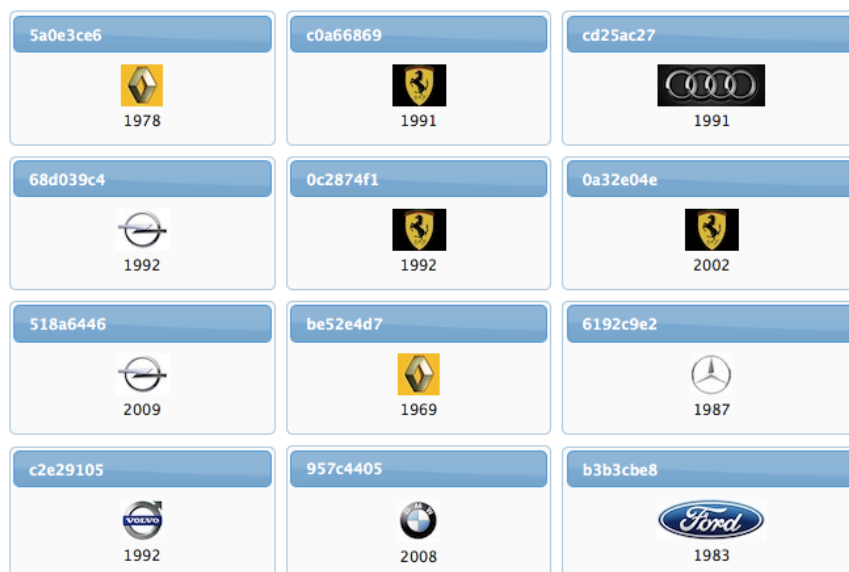 5a0e3ce6 c0a66869 cd25ac27
1978 1991 1991
68d039c4 0c2874f1 0a32e04e
1992 1992 2002
518a6446 be52e4d7 6192c9e2
2009 1969 1987
c2e29105 957c4405 b3b3cbe8
VOLVO BMW Ford
1992 2008 1983